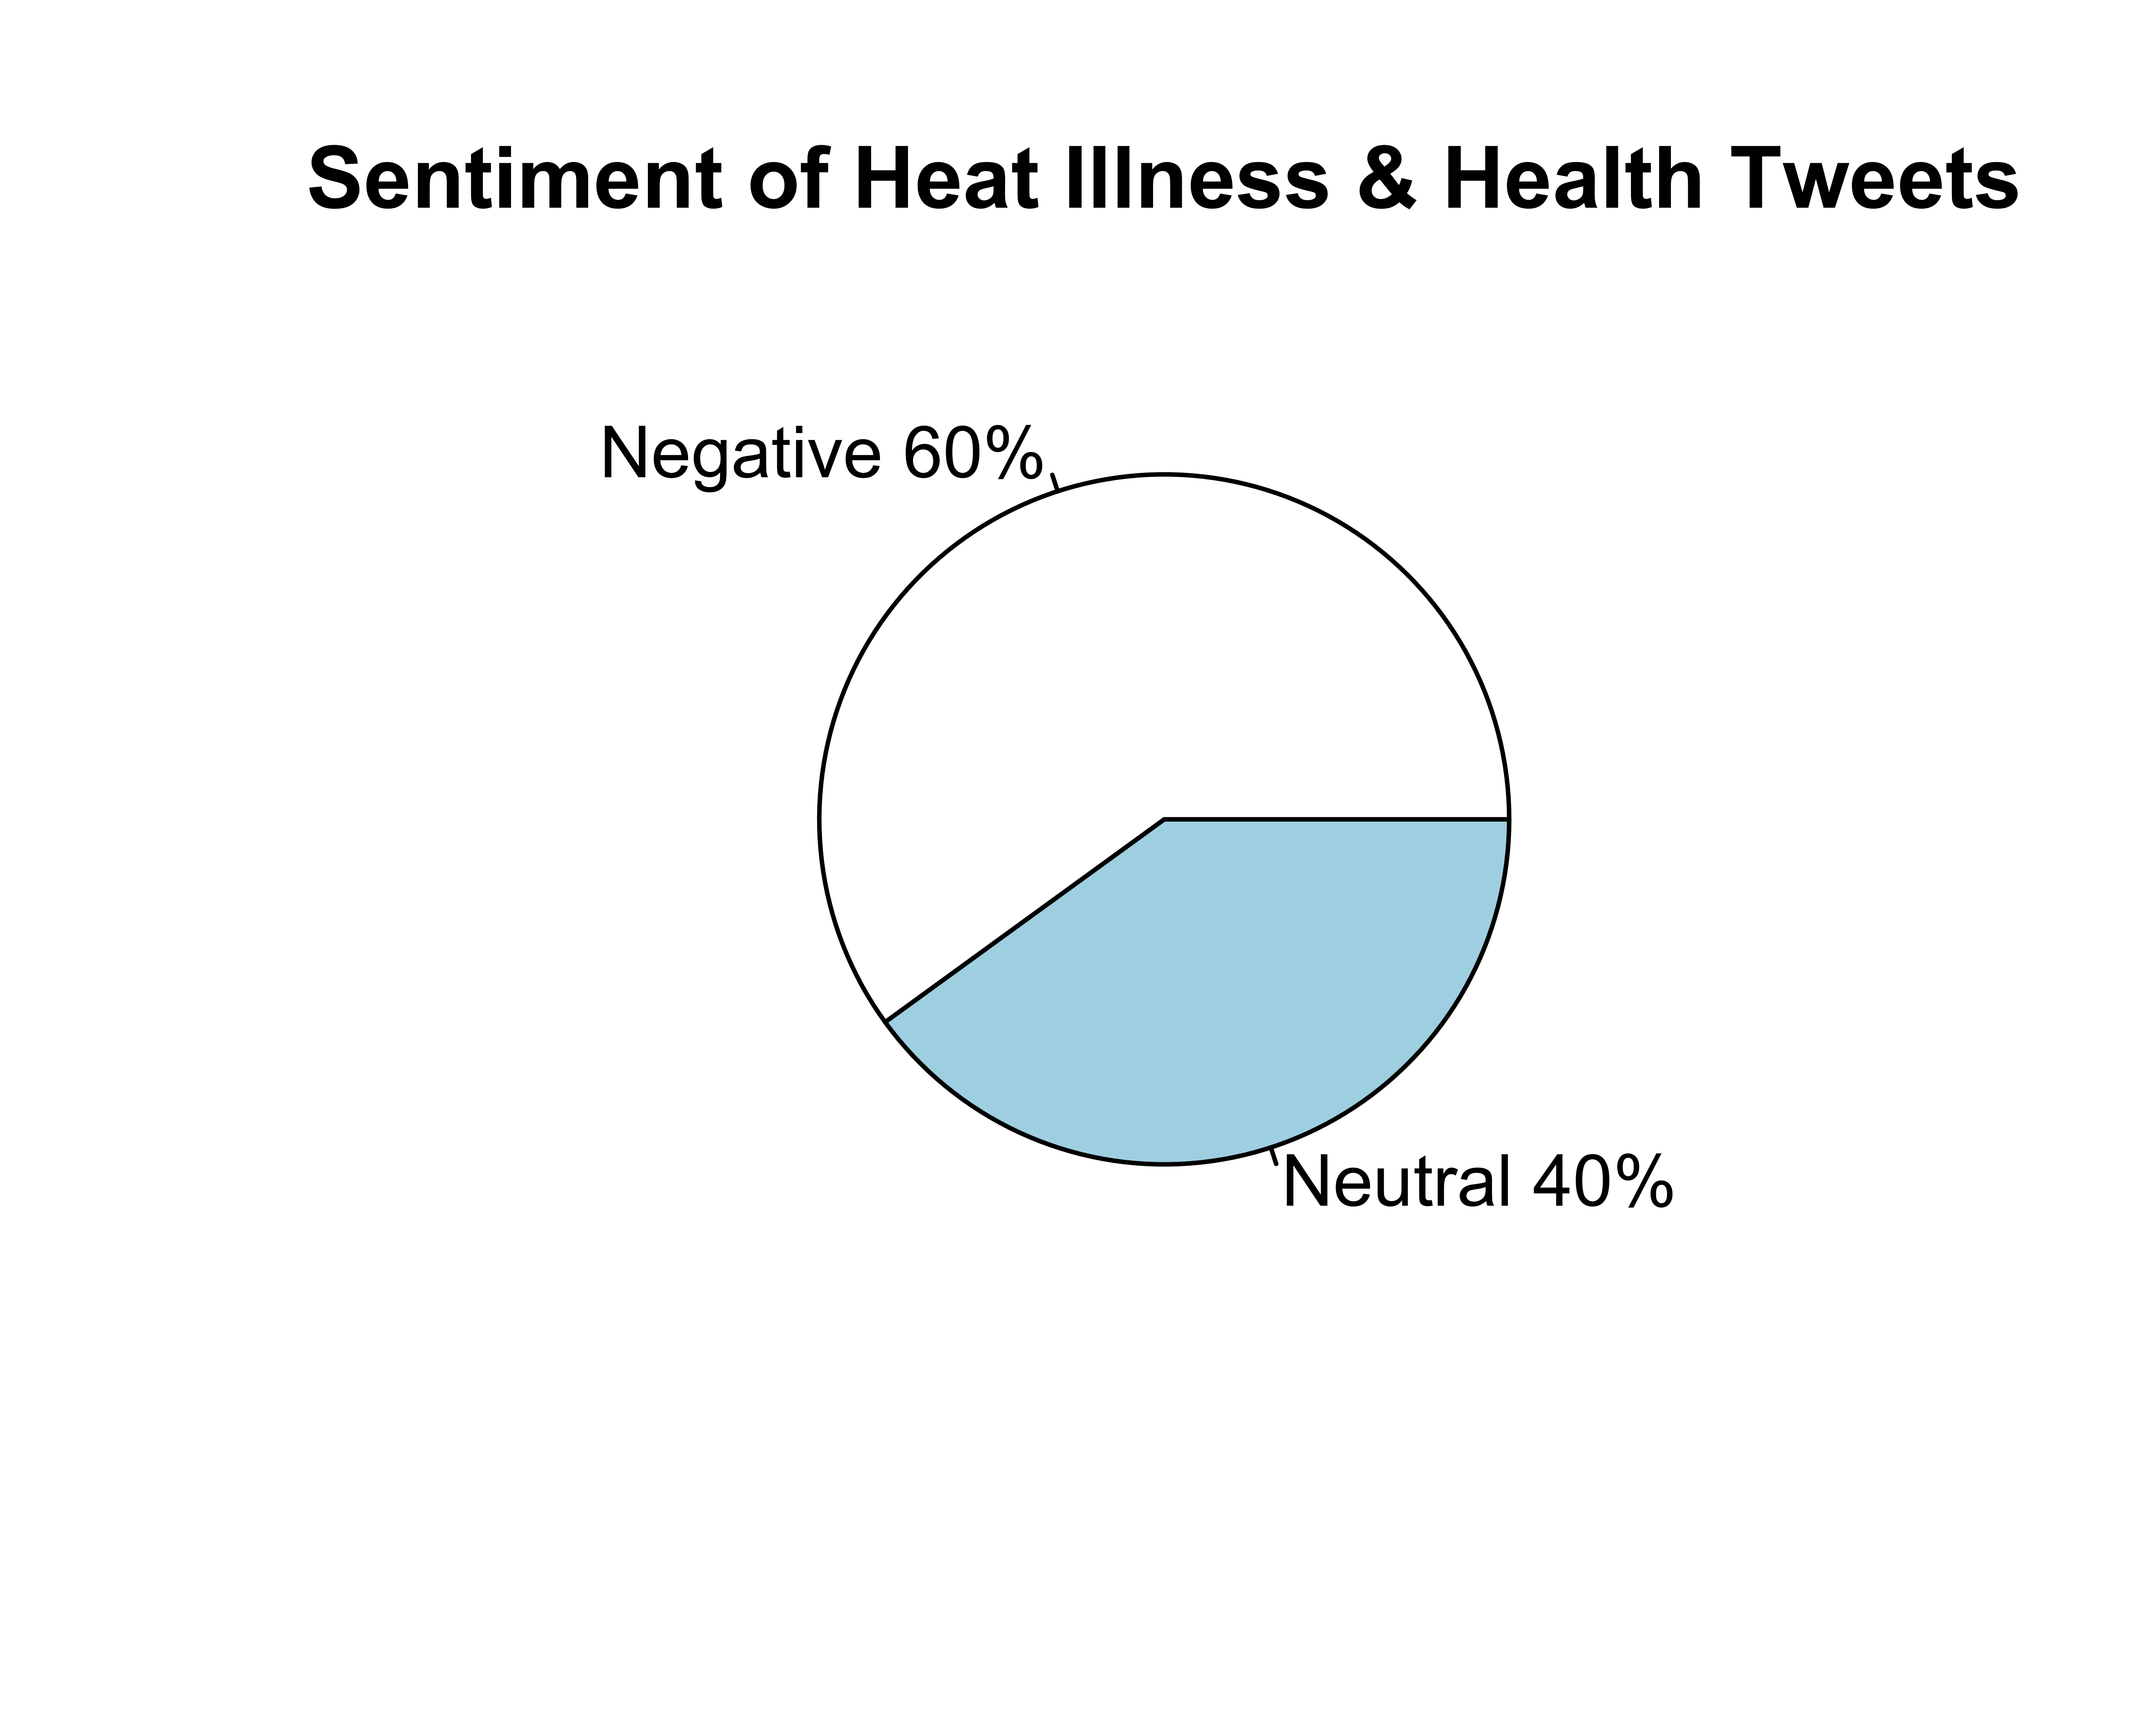 Sentiment of Heat Illness & Health Tweets
Negative 60%
Neutral 40%